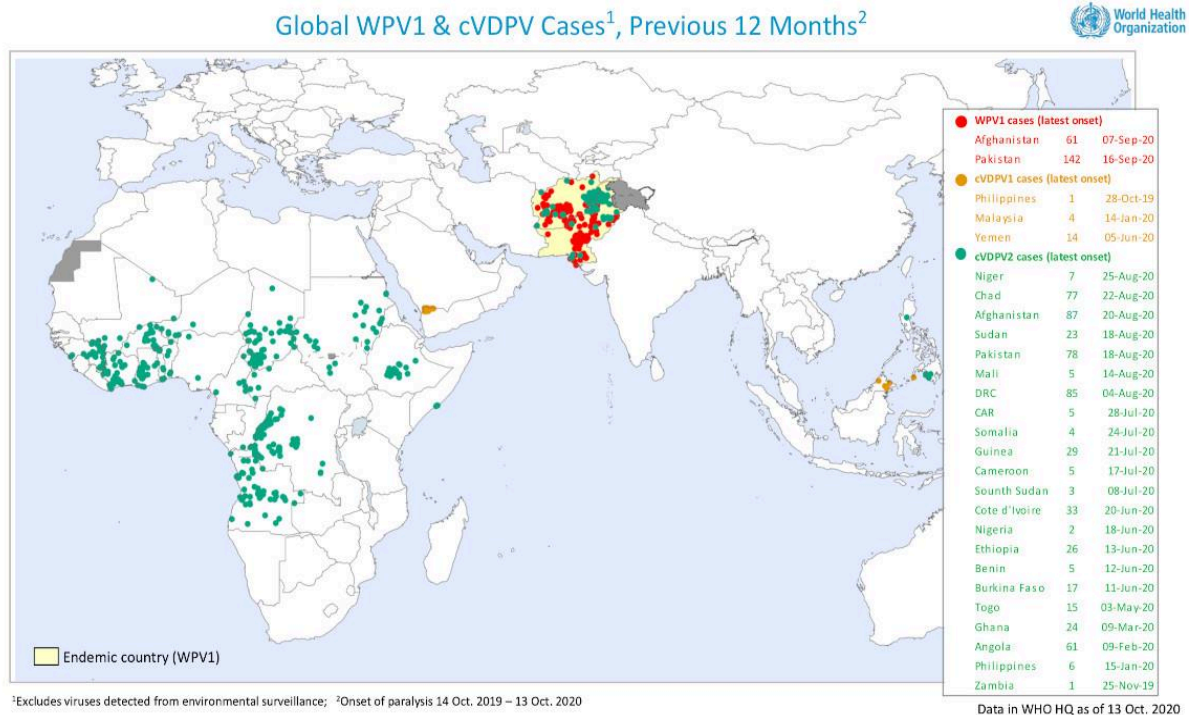 Global WPV1 & cVDPV Cases¹, Previous 12 Months²
World Health
Organization
WPV1 cases (latest onset)
Afghanistan 61 07-Sep-20
Pakistan 142 16-Sep-20
cVDPV1 cases (latest onset)
Philippines 1 28-Oct-19
Malaysia 4 14-Jan-20
Yemen 14 05-Jun-20
cVDPV2 cases (latest onset)
Niger 7 25-Aug-20
Chad 77 22-Aug-20
Afghanistan 87 20-Aug-20
Sudan 23 18-Aug-20
Pakistan 78 18-Aug-20
Mali 5 14-Aug-20
DRC 85 04-Aug-20
CAR 5 28-Jul-20
Somalia 4 24-Jul-20
Guinea 29 21-Jul-20
Cameroon 5 17-Jul-20
Sounth Sudan 3 08-Jul-20
Cote d'Ivoire 33 20-Jun-20
Nigeria 2 18-Jun-20
Ethiopia 26 13-Jun-20
Benin 5 12-Jun-20
Burkina Faso 17 11-Jun-20
Togo 15 03-May-20
Ghana 24 09-Mar-20
Angola 61 09-Feb-20
Philippines 6 15-Jan-20
Zambia 1 25-Nov-19
Endemic country (WPV1)
¹Excludes viruses detected from environmental surveillance; ²Onset of paralysis 14 Oct. 2019 – 13 Oct. 2020
Data in WHO HQ as of 13 Oct. 2020